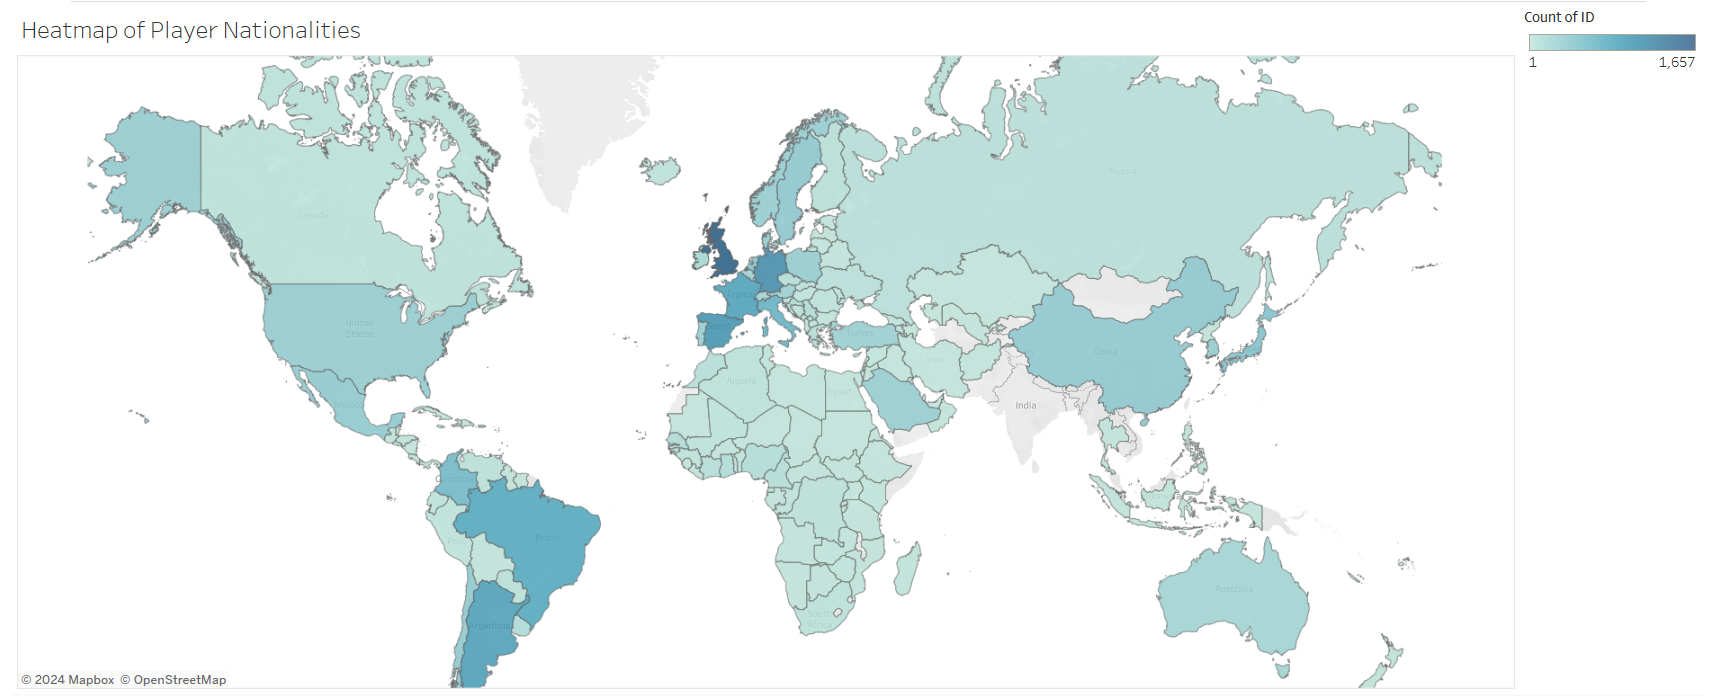 Heatmap of Player Nationalities
Count of ID
1
1,657
Russia
Canada
France
United
States
Spain
Turkey
China
Iran
Algeria
Egypt
Mexico
India
Colombia
Brazil
Peru
Australia
South
Africa
Argentina
© 2024 Mapbox © OpenStreetMap